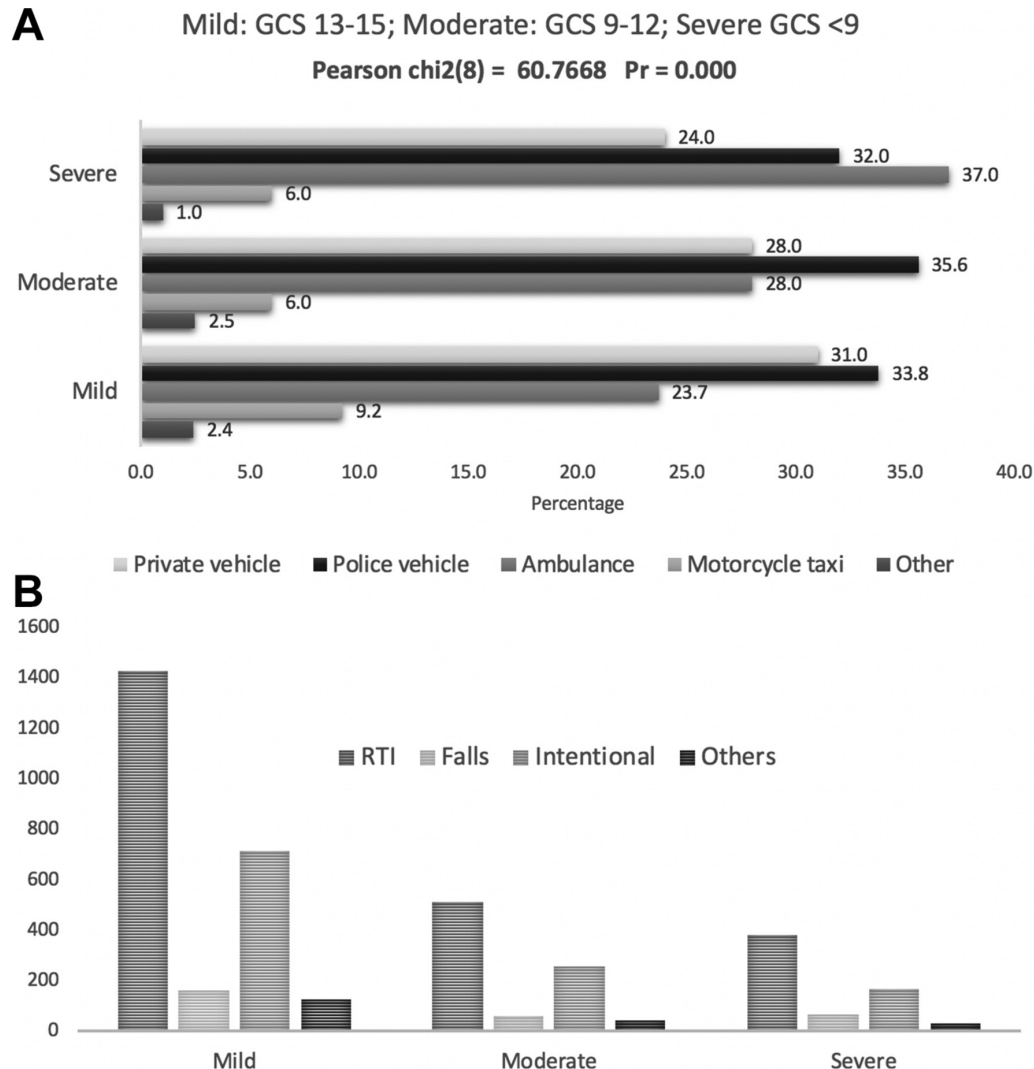 A
Mild: GCS 13-15; Moderate: GCS 9-12; Severe GCS <9
Pearson chi2(8) = 60.7668 Pr = 0.000
Severe
24.0
32.0
37.0
6.0
1.0
Moderate
28.0
35.6
28.0
6.0
2.5
Mild
31.0
33.8
23.7
9.2
2.4
0.0 5.0 10.0 15.0 20.0 25.0 30.0 35.0 40.0
Percentage
Private vehicle Police vehicle Ambulance Motorcycle taxi Other
B
1600
1400
1200
1000
800
600
400
200
0
RTI Falls Intentional Others
Mild Moderate Severe